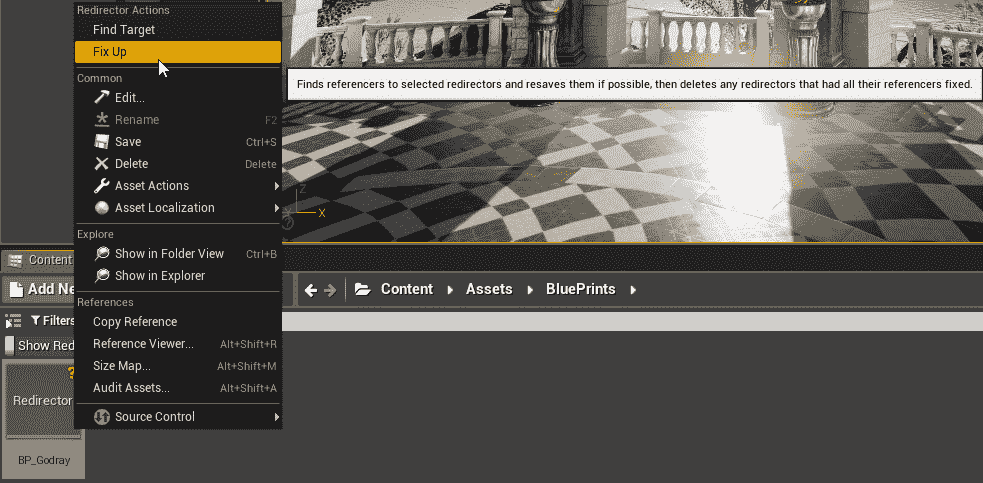 Redirector Actions
Find Target
Fix Up
Finds referencers to selected redirectors and resaves them if possible, then deletes any redirectors that had all their referencers fixed.
Common
Edit...
Rename F2
Save Ctrl+S
Delete Delete
Asset Actions
Asset Localization
Z
X
Explore
Show in Folder View Ctrl+B
Show in Explorer
Content
Add Ne
Content Assets BluePrints
References
Copy Reference
Filters
Reference Viewer... Alt+Shift+R
Show Red
Size Map... Alt+Shift+M
Audit Assets... Alt+Shift+A
?
Redirector
Source Control
BP_Godray